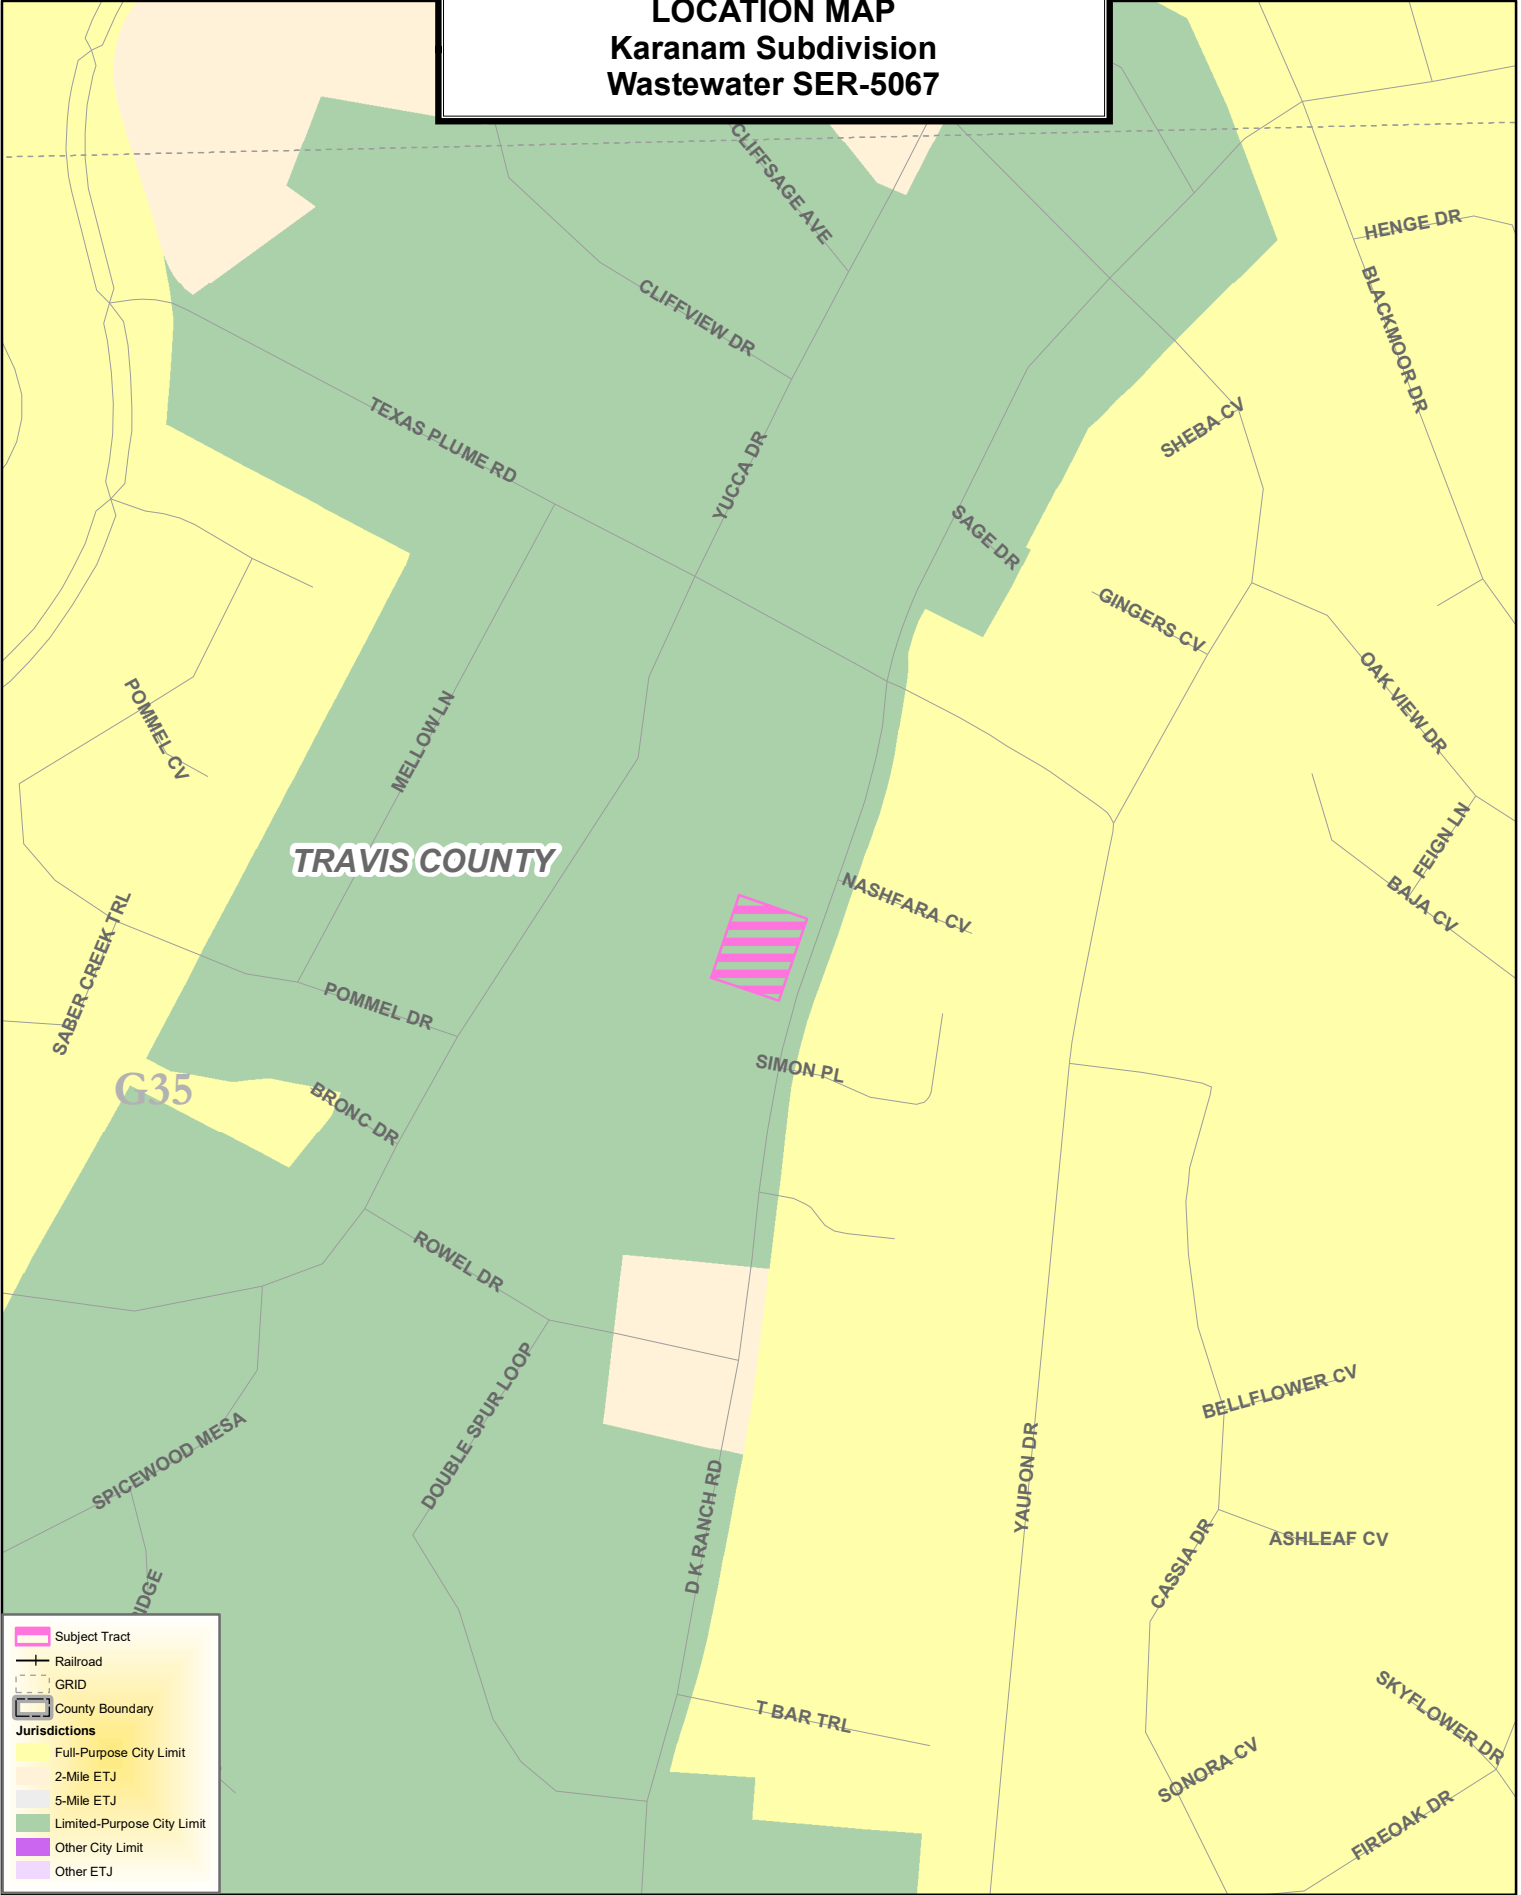 LOCATION MAP
Karanam Subdivision
Wastewater SER-5067
CLIFFSAGE AVE
HENGE DR
CLIFFVIEW DR
BLACKMOOR DR
TEXAS PLUME RD
SHEBA CV
YUCCA DR
SAGE DR
GINGERS CV
OAK VIEW DR
POMMEL CV
MELLOW LN
FEIGN LN
TRAVIS COUNTY
NASHFARA CV
BAJA CV
SABER CREEK TRL
POMMEL DR
SIMON PL
G35
BRONC DR
ROWEL DR
DOUBLE SPUR LOOP
BELLFLOWER CV
SPICEWOOD MESA
YAUPON DR
D K RANCH RD
ASHLEAF CV
CASSIA DR
IDGE
T BAR TRL
SKYFLOWER DR
SONORA CV
FIREOAK DR
Subject Tract
Railroad
GRID
County Boundary
Jurisdictions
Full-Purpose City Limit
2-Mile ETJ
5-Mile ETJ
Limited-Purpose City Limit
Other City Limit
Other ETJ